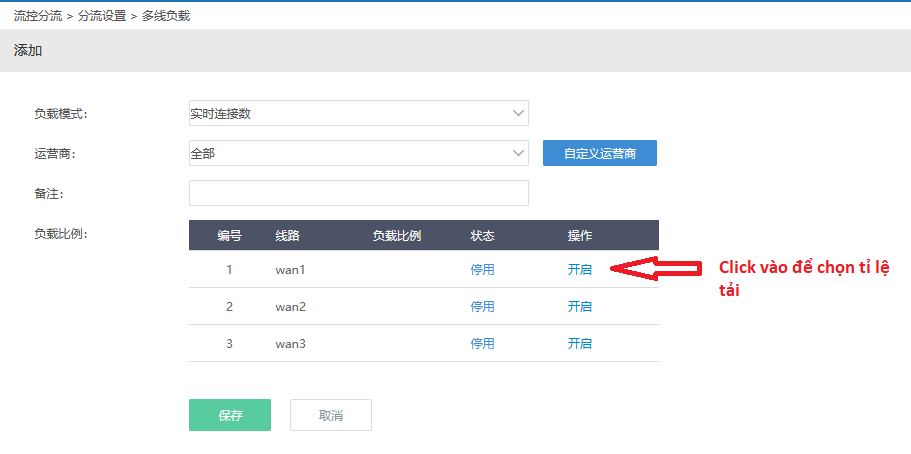 流控分流 > 分流设置 > 多线负载
添加
负载模式: 实时连接数
运营商: 全部 自定义运营商
备注:
负载比例: 编号 线路 负载比例 状态 操作
1 wan1 停用 开启
Click vào để chọn tỉ lệ
tải
2 wan2 停用 开启
3 wan3 停用 开启
保存 取消